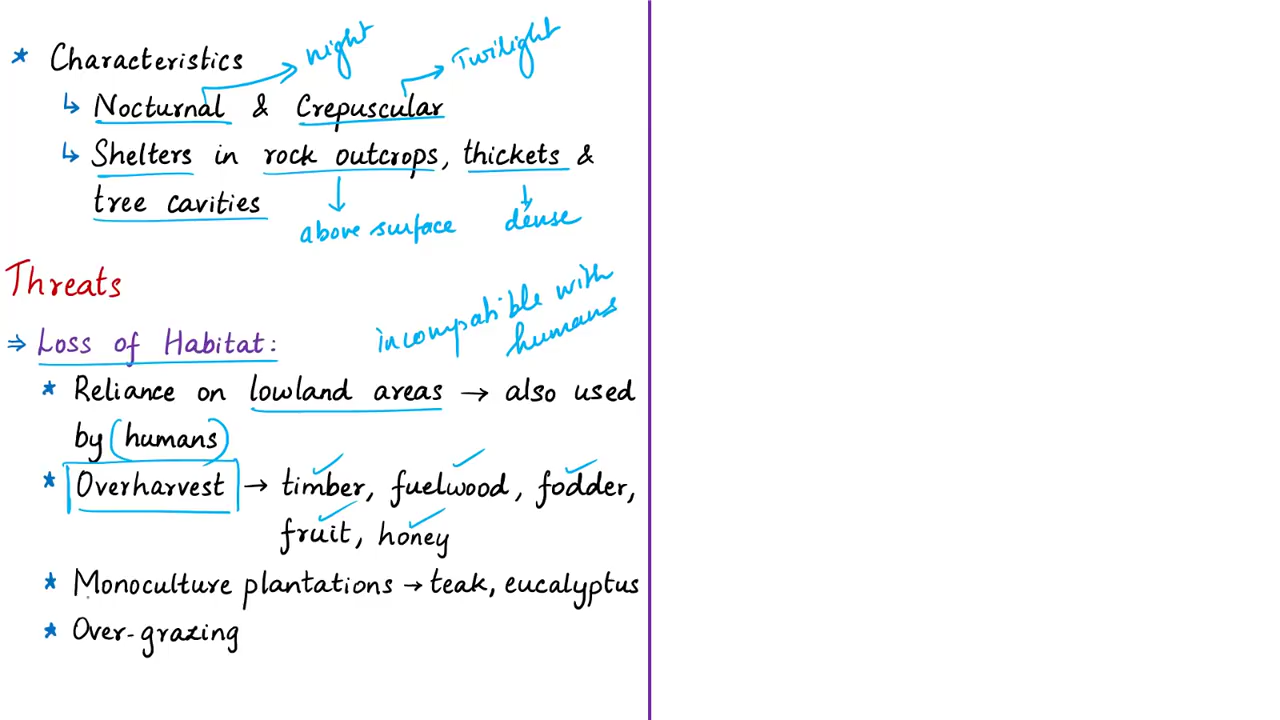 night
Twilight
* Characteristics
↳ Nocturnal & Crepuscular
↳ Shelters in rock outcrops, thickets &
tree cavities
above surface
dense
Threats
incompatible with
humans
⇒ Loss of Habitat:
* Reliance on lowland areas → also used
by (humans)
* Overharvest → timber, fuelwood, fodder,
fruit, honey
* Monoculture plantations → teak, eucalyptus
* Over-grazing